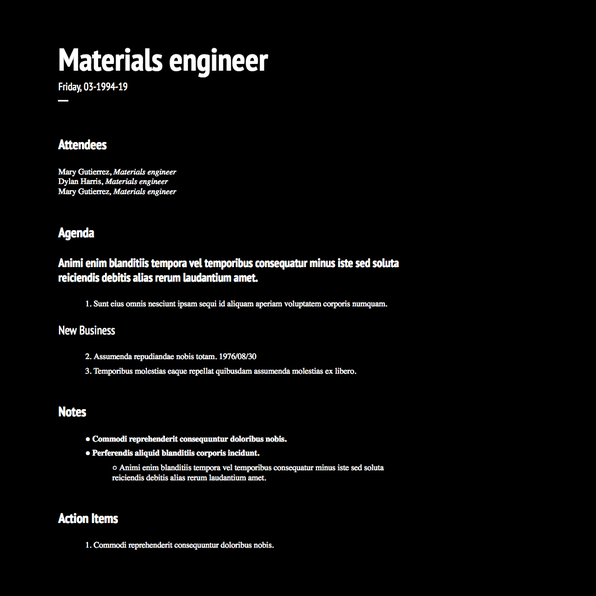 Materials engineer
Friday, 03-1994-19
Attendees
Mary Gutierrez, Materials engineer
Dylan Harris, Materials engineer
Mary Gutierrez, Materials engineer
Agenda
Animi enim blanditiis tempora vel temporibus consequatur minus iste sed soluta
reiciendis debitis alias rerum laudantium amet.
1. Sunt eius omnis nesciunt ipsam sequi id aliquam aperiam voluptatem corporis numquam.
New Business
2. Assumenda repudiandae nobis totam. 1976/08/30
3. Temporibus molestias eaque repellat quibusdam assumenda molestias ex libero.
Notes
● Commodi reprehenderit consequuntur doloribus nobis.
● Perferendis aliquid blanditiis corporis incidunt.
○ Animi enim blanditiis tempora vel temporibus consequatur minus iste sed soluta
reiciendis debitis alias rerum laudantium amet.
Action Items
1. Commodi reprehenderit consequuntur doloribus nobis.